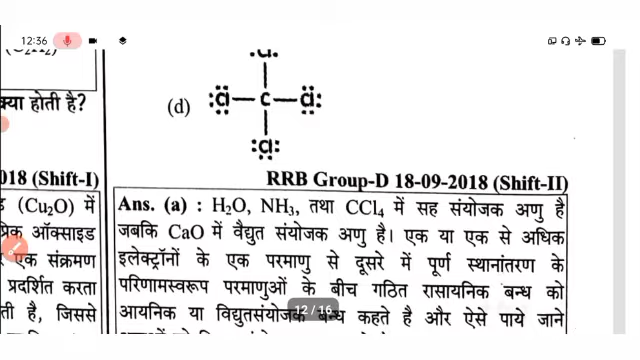 12:36
(C₂H₂)
क्या होती है?
018 (Shift-I)
(Cu₂O) में
प्रिक ऑक्साइड
एक संक्रमण
प्रदर्शित करता
ती है, जिससे
(d)
:Cl—C—Cl:
:Cl:
RRB Group-D 18-09-2018 (Shift-II)
Ans. (a) : H₂O, NH₃, तथा CCl₄ में सह संयोजक अणु है
जबकि CaO में वैद्युत संयोजक अणु है। एक या एक से अधिक
इलेक्ट्रॉनों के एक परमाणु से दूसरे में पूर्ण स्थानांतरण के
परिणामस्वरूप परमाणुओं के बीच गठित रासायनिक बन्ध को
आयनिक या विद्युतसंयोजक बन्ध कहते है और ऐसे पाये जाने
12 / 16